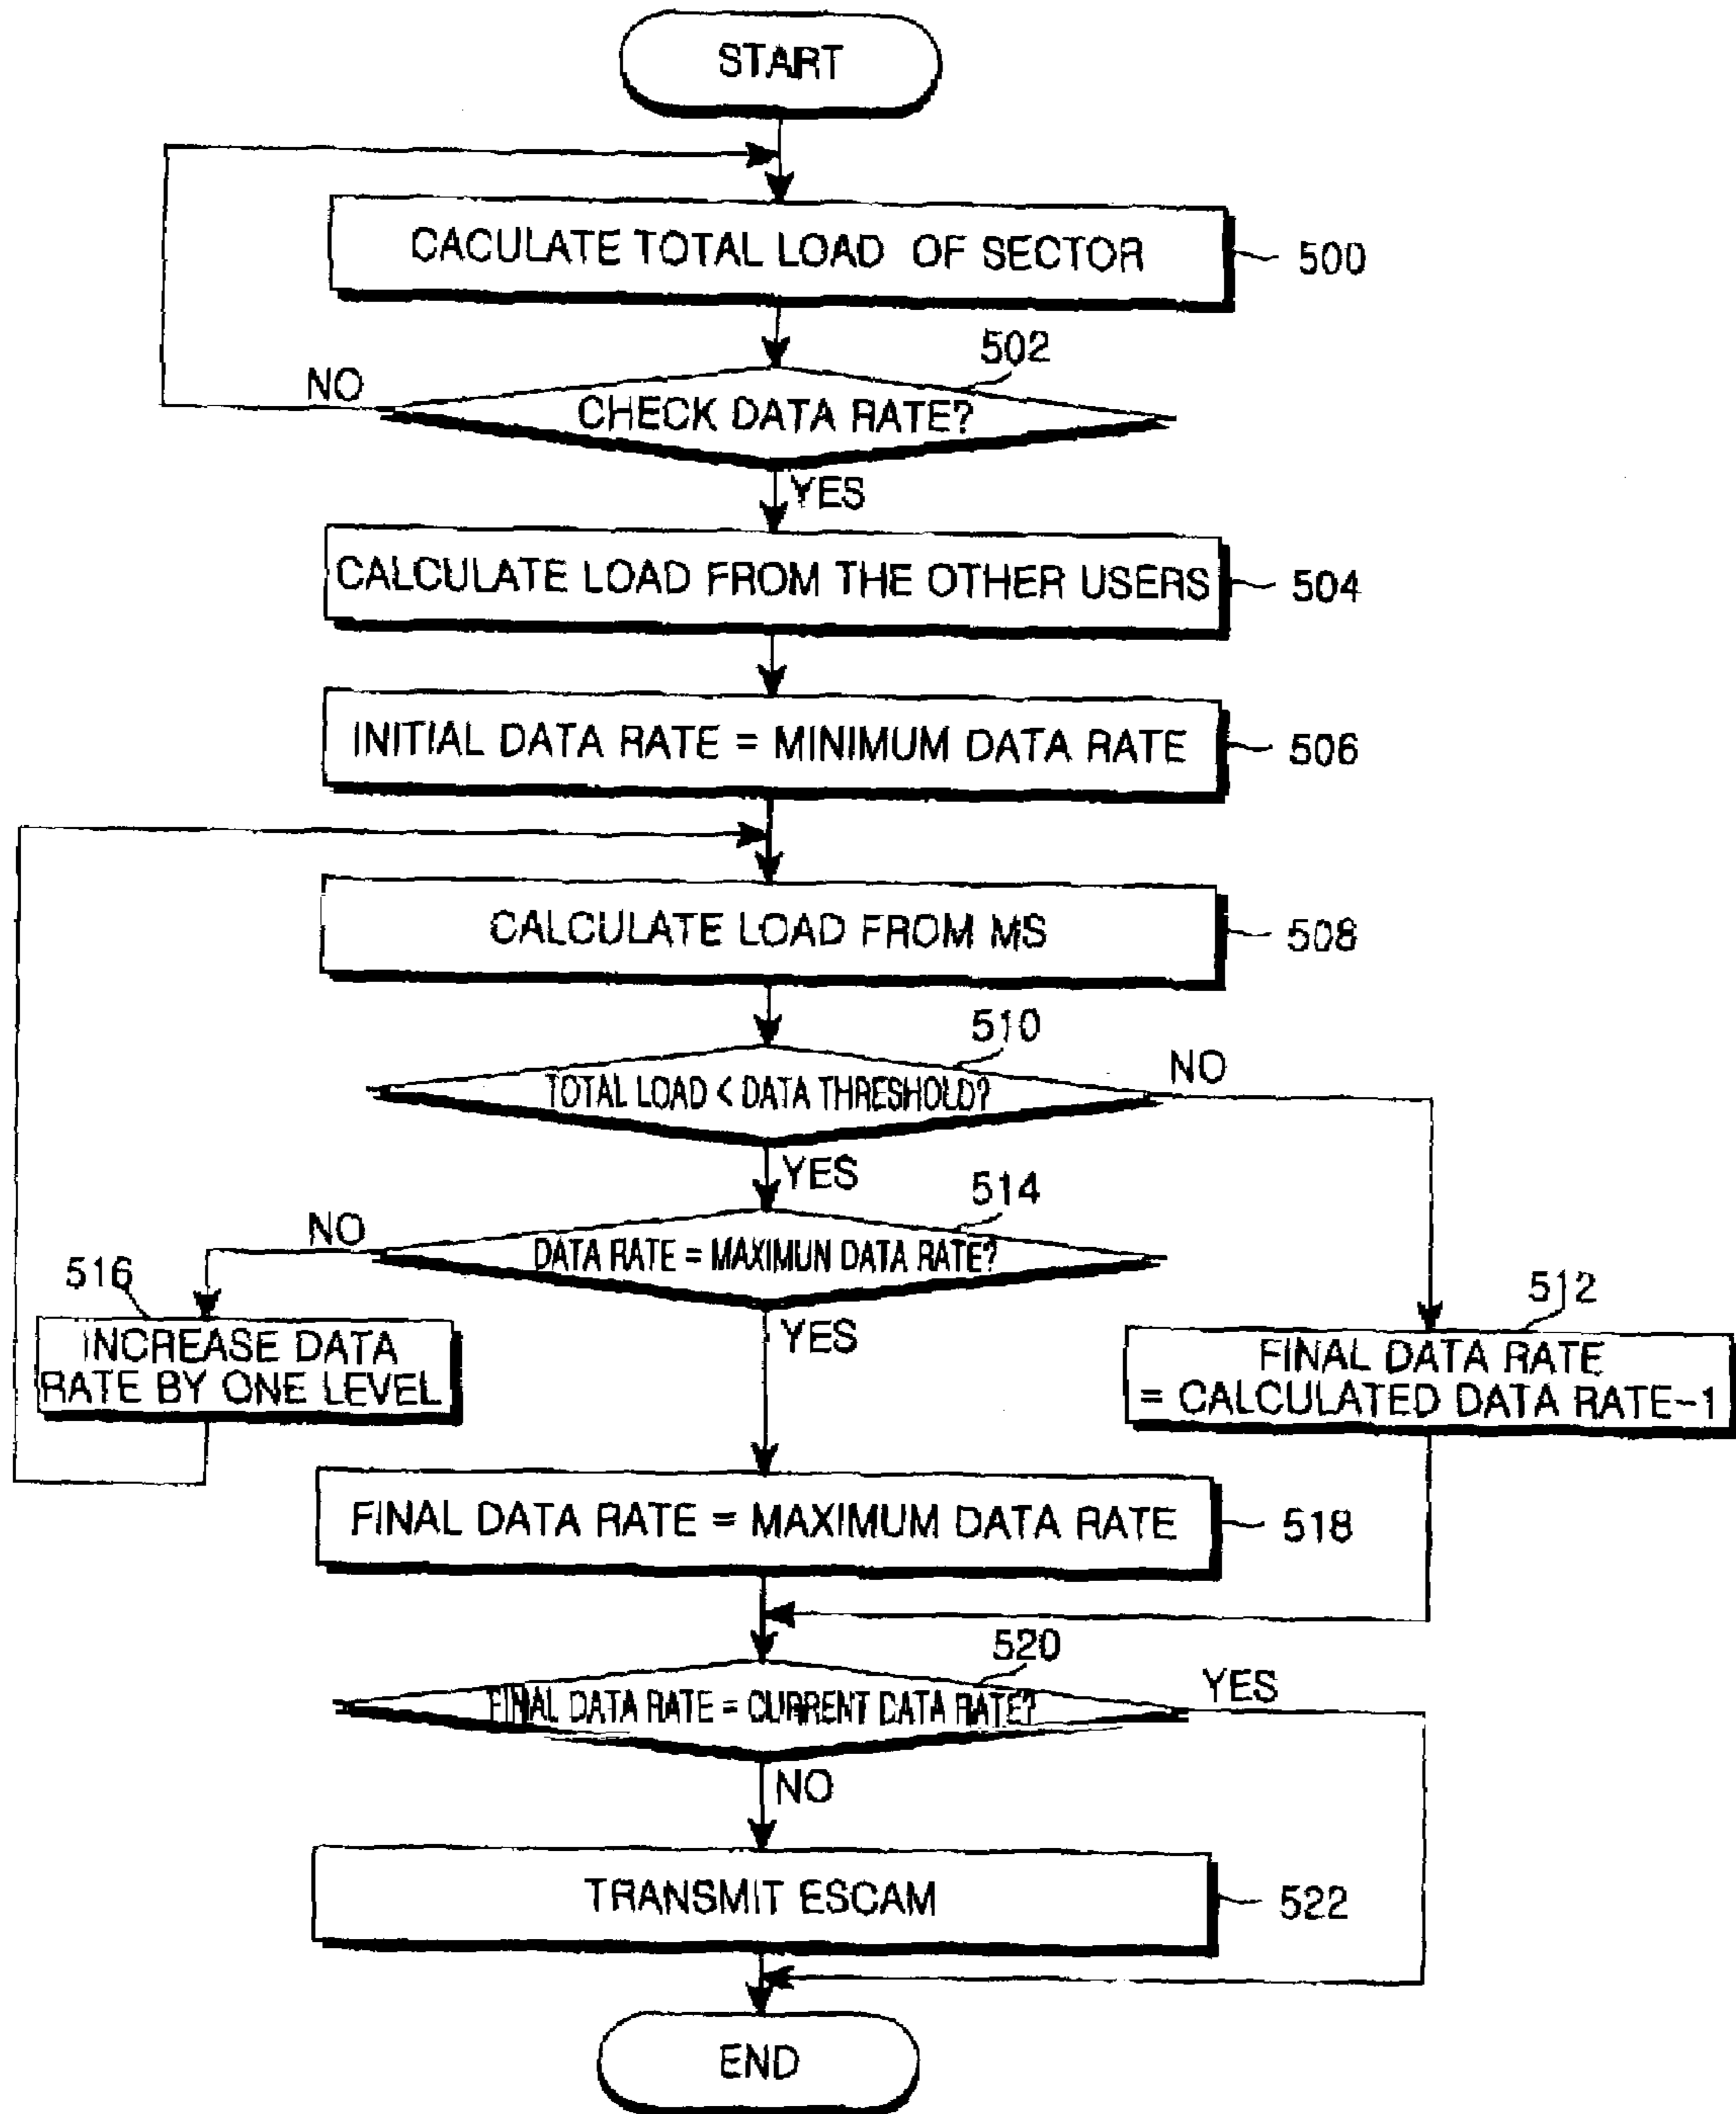 START
CACULATE TOTAL LOAD OF SECTOR
500
502
NO
CHECK DATA RATE?
YES
CALCULATE LOAD FROM THE OTHER USERS
504
INITIAL DATA RATE = MINIMUM DATA RATE
506
CALCULATE LOAD FROM MS
508
510
NO
TOTAL LOAD < DATA THRESHOLD?
YES
514
NO
DATA RATE = MAXIMUN DATA RATE?
516
512
YES
INCREASE DATA
RATE BY ONE LEVEL
FINAL DATA RATE
= CALCULATED DATA RATE-1
FINAL DATA RATE = MAXIMUM DATA RATE
518
520
YES
FINAL DATA RATE = CURRENT DATA RATE?
NO
TRANSMIT ESCAM
522
END